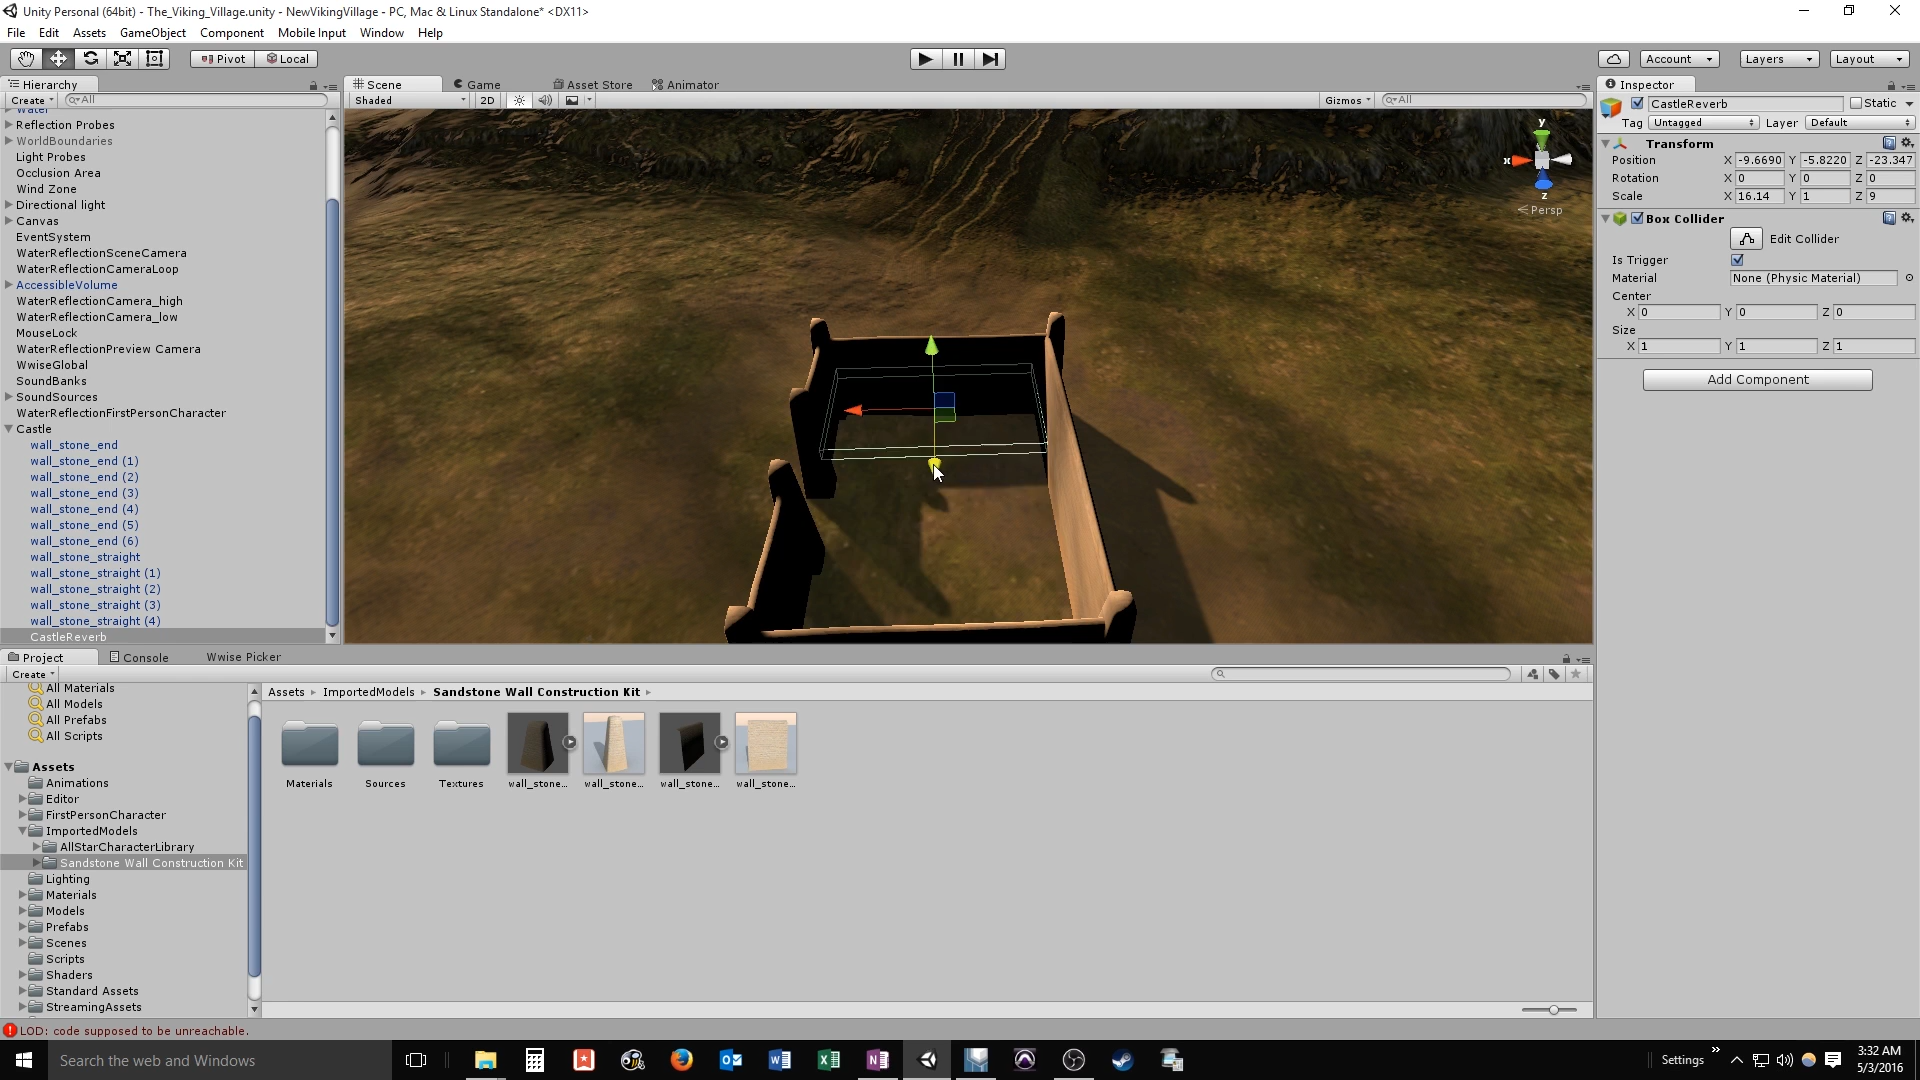 Unity Personal (64bit) - The_Viking_Village.unity - NewVikingVillage - PC, Mac & Linux Standalone* <DX11>
File Edit Assets GameObject Component Mobile Input Window Help
Pivot Local Account Layers Layout
Hierarchy
Create All
Water
Reflection Probes
WorldBoundaries
Light Probes
Occlusion Area
Wind Zone
Directional light
Canvas
EventSystem
WaterReflectionSceneCamera
WaterReflectionCameraLoop
AccessibleVolume
WaterReflectionCamera_high
WaterReflectionCamera_low
MouseLock
WaterReflectionPreview Camera
WwiseGlobal
SoundBanks
SoundSources
WaterReflectionFirstPersonCharacter
Castle
wall_stone_end
wall_stone_end (1)
wall_stone_end (2)
wall_stone_end (3)
wall_stone_end (4)
wall_stone_end (5)
wall_stone_end (6)
wall_stone_straight
wall_stone_straight (1)
wall_stone_straight (2)
wall_stone_straight (3)
wall_stone_straight (4)
CastleReverb
Scene Game Asset Store Animator
Shaded 2D Gizmos All
y
x
z
Persp
Inspector
CastleReverb Static
Tag Untagged Layer Default
Transform
Position X -9.6690 Y -5.8220 Z -23.347
Rotation X 0 Y 0 Z 0
Scale X 16.14 Y 1 Z 9
Box Collider
Edit Collider
Is Trigger
Material None (Physic Material)
Center
X 0 Y 0 Z 0
Size
X 1 Y 1 Z 1
Add Component
Project Console Wwise Picker
Create
All Materials
All Models
All Prefabs
All Scripts
Assets
Animations
Editor
FirstPersonCharacter
ImportedModels
AllStarCharacterLibrary
Sandstone Wall Construction Kit
Lighting
Materials
Models
Prefabs
Scenes
Scripts
Shaders
Standard Assets
StreamingAssets
Assets ImportedModels Sandstone Wall Construction Kit
Materials Sources Textures wall_stone... wall_stone... wall_stone... wall_stone...
LOD: code supposed to be unreachable.
Search the web and Windows
Settings
3:32 AM
5/3/2016